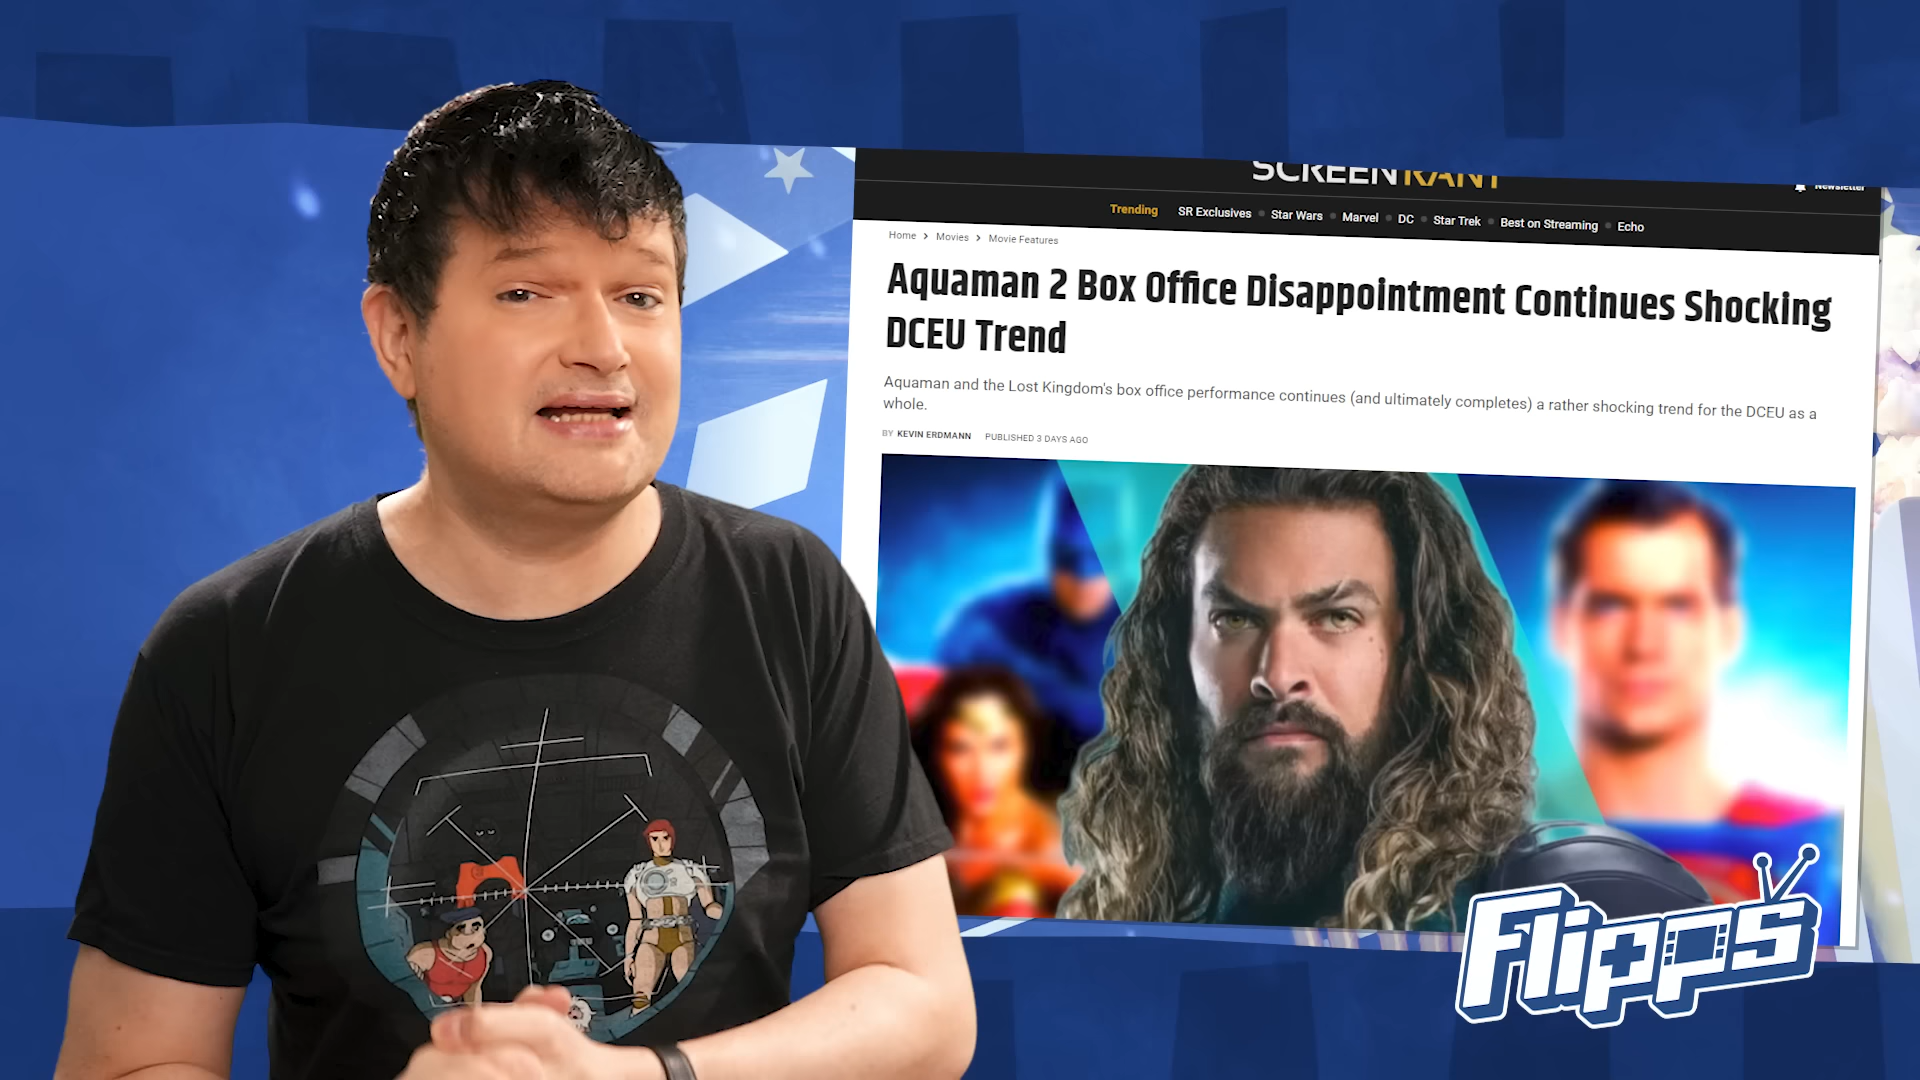 SCREENRANT
Newsletter
Trending SR Exclusives Star Wars Marvel DC Star Trek Best on Streaming Echo
Home > Movies > Movie Features
Aquaman 2 Box Office Disappointment Continues Shocking
DCEU Trend
Aquaman and the Lost Kingdom's box office performance continues (and ultimately completes) a rather shocking trend for the DCEU as a
whole.
BY KEVIN ERDMANN PUBLISHED 3 DAYS AGO
Flipps